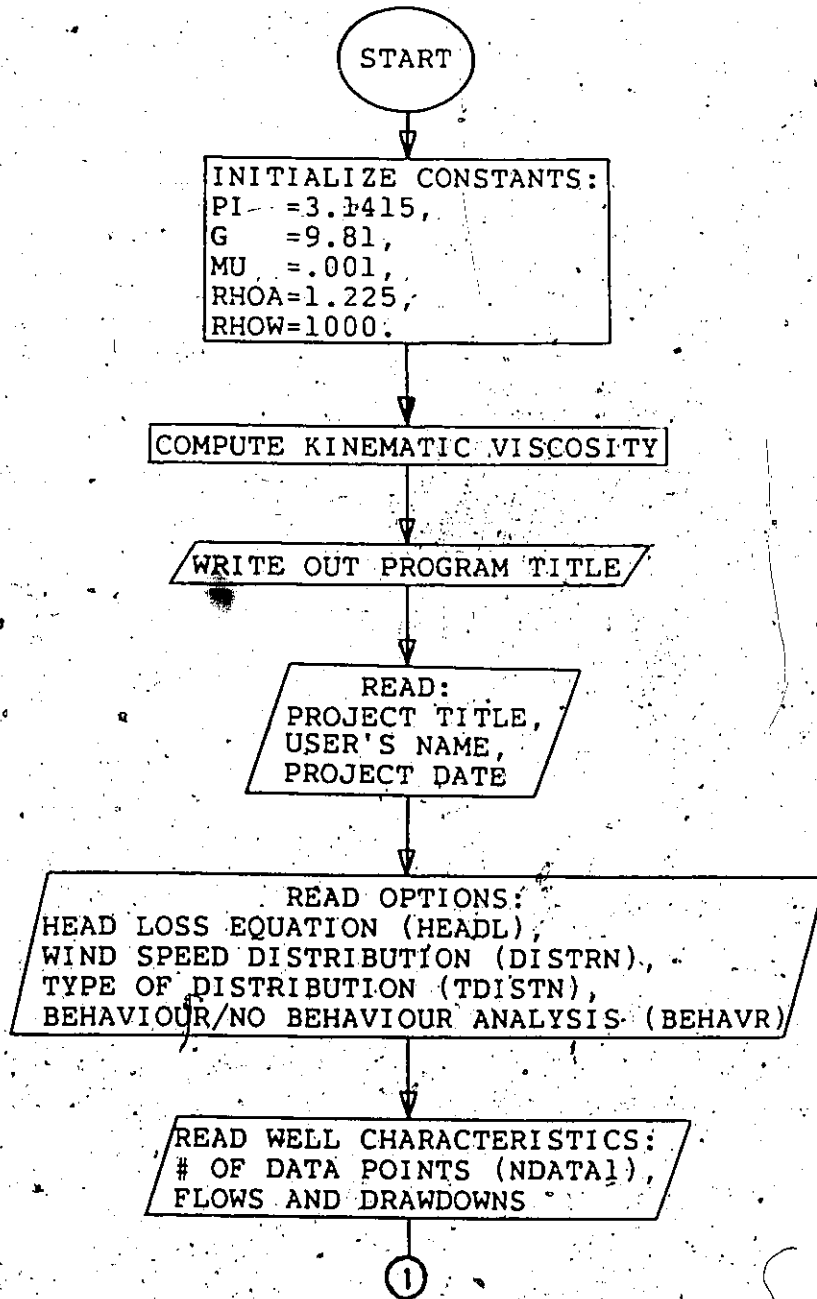 START
INITIALIZE CONSTANTS:
PI =3.1415,
G =9.81,
MU =.001,
RHOA=1.225,
RHOW=1000.
COMPUTE KINEMATIC VISCOSITY
WRITE OUT PROGRAM TITLE
READ:
PROJECT TITLE,
USER'S NAME,
PROJECT DATE
READ OPTIONS:
HEAD LOSS EQUATION (HEADL),
WIND SPEED DISTRIBUTION (DISTRN),
TYPE OF DISTRIBUTION (TDISTN),
BEHAVIOUR/NO BEHAVIOUR ANALYSIS (BEHAVR)
READ WELL CHARACTERISTICS:
# OF DATA POINTS (NDATA1),
FLOWS AND DRAWDOWNS
1